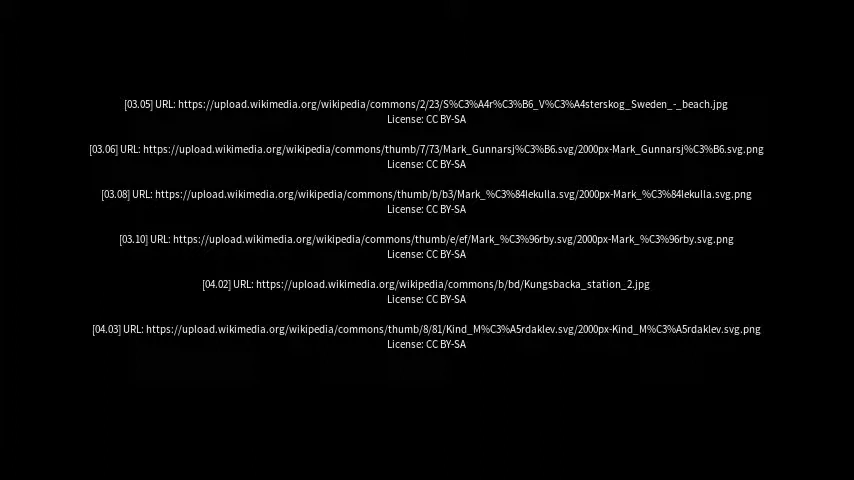 [03.05] URL: https://upload.wikimedia.org/wikipedia/commons/2/23/S%C3%A4r%C3%B6_V%C3%A4sterskog_Sweden_-_beach.jpg
License: CC BY-SA
[03.06] URL: https://upload.wikimedia.org/wikipedia/commons/thumb/7/73/Mark_Gunnarsj%C3%B6.svg/2000px-Mark_Gunnarsj%C3%B6.svg.png
License: CC BY-SA
[03.08] URL: https://upload.wikimedia.org/wikipedia/commons/thumb/b/b3/Mark_%C3%84lekulla.svg/2000px-Mark_%C3%84lekulla.svg.png
License: CC BY-SA
[03.10] URL: https://upload.wikimedia.org/wikipedia/commons/thumb/e/ef/Mark_%C3%96rby.svg/2000px-Mark_%C3%96rby.svg.png
License: CC BY-SA
[04.02] URL: https://upload.wikimedia.org/wikipedia/commons/b/bd/Kungsbacka_station_2.jpg
License: CC BY-SA
[04.03] URL: https://upload.wikimedia.org/wikipedia/commons/thumb/8/81/Kind_M%C3%A5rdaklev.svg/2000px-Kind_M%C3%A5rdaklev.svg.png
License: CC BY-SA